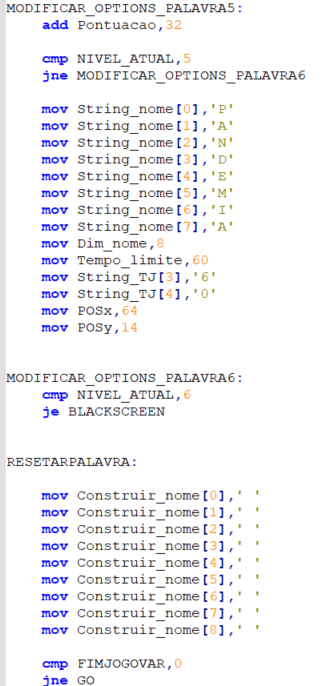 MODIFICAR_OPTIONS_PALAVRA5:
add Pontuacao,32
cmp NIVEL_ATUAL,5
jne MODIFICAR_OPTIONS_PALAVRA6
mov String_nome[0],'P'
mov String_nome[1],'A'
mov String_nome[2],'N'
mov String_nome[3],'D'
mov String_nome[4],'E'
mov String_nome[5],'M'
mov String_nome[6],'I'
mov String_nome[7],'A'
mov Dim_nome,8
mov Tempo_limite,60
mov String_TJ[3],'6'
mov String_TJ[4],'0'
mov POSx,64
mov POSy,14
MODIFICAR_OPTIONS_PALAVRA6:
cmp NIVEL_ATUAL,6
je BLACKSCREEN
RESETARPALAVRA:
mov Construir_nome[0],' '
mov Construir_nome[1],' '
mov Construir_nome[2],' '
mov Construir_nome[3],' '
mov Construir_nome[4],' '
mov Construir_nome[5],' '
mov Construir_nome[6],' '
mov Construir_nome[7],' '
mov Construir_nome[8],' '
cmp FIMJOGOVAR,0
jne GO